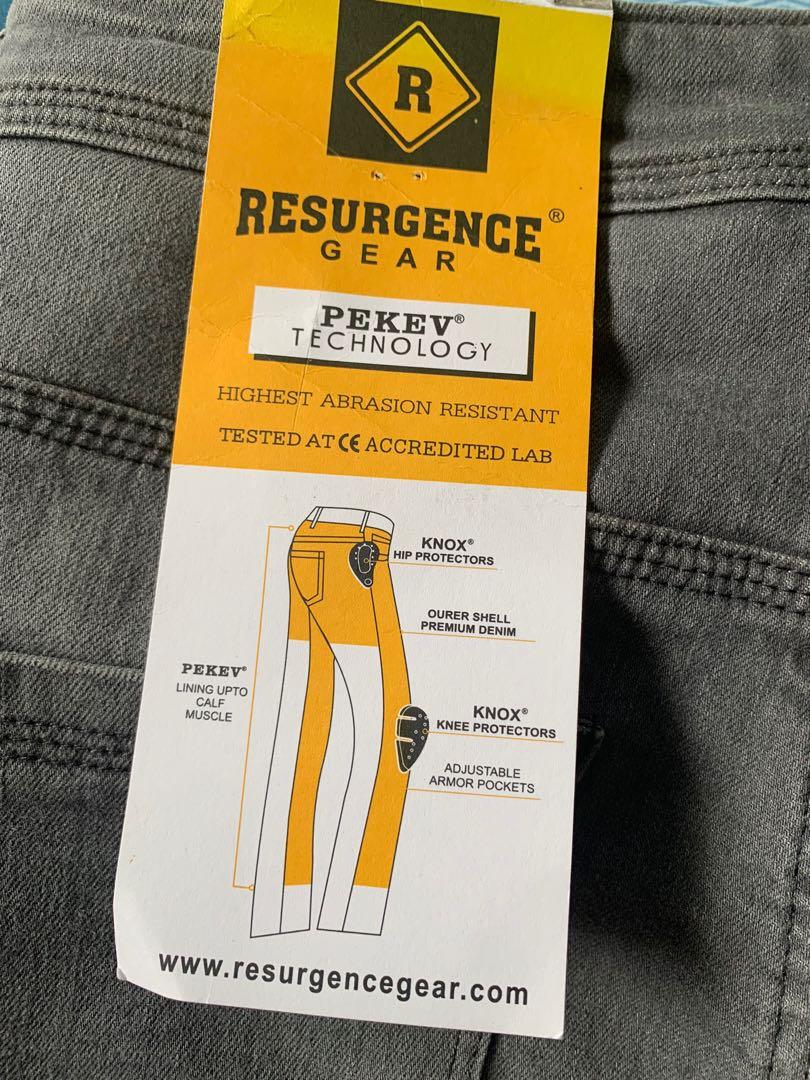 R
RESURGENCE®
GEAR
PEKEV®
TECHNOLOGY
HIGHEST ABRASION RESISTANT
TESTED AT CE ACCREDITED LAB
KNOX®
HIP PROTECTORS
OURER SHELL
PREMIUM DENIM
PEKEV®
LINING UPTO
CALF
MUSCLE
KNOX®
KNEE PROTECTORS
ADJUSTABLE
ARMOR POCKETS
www.resurgencegear.com